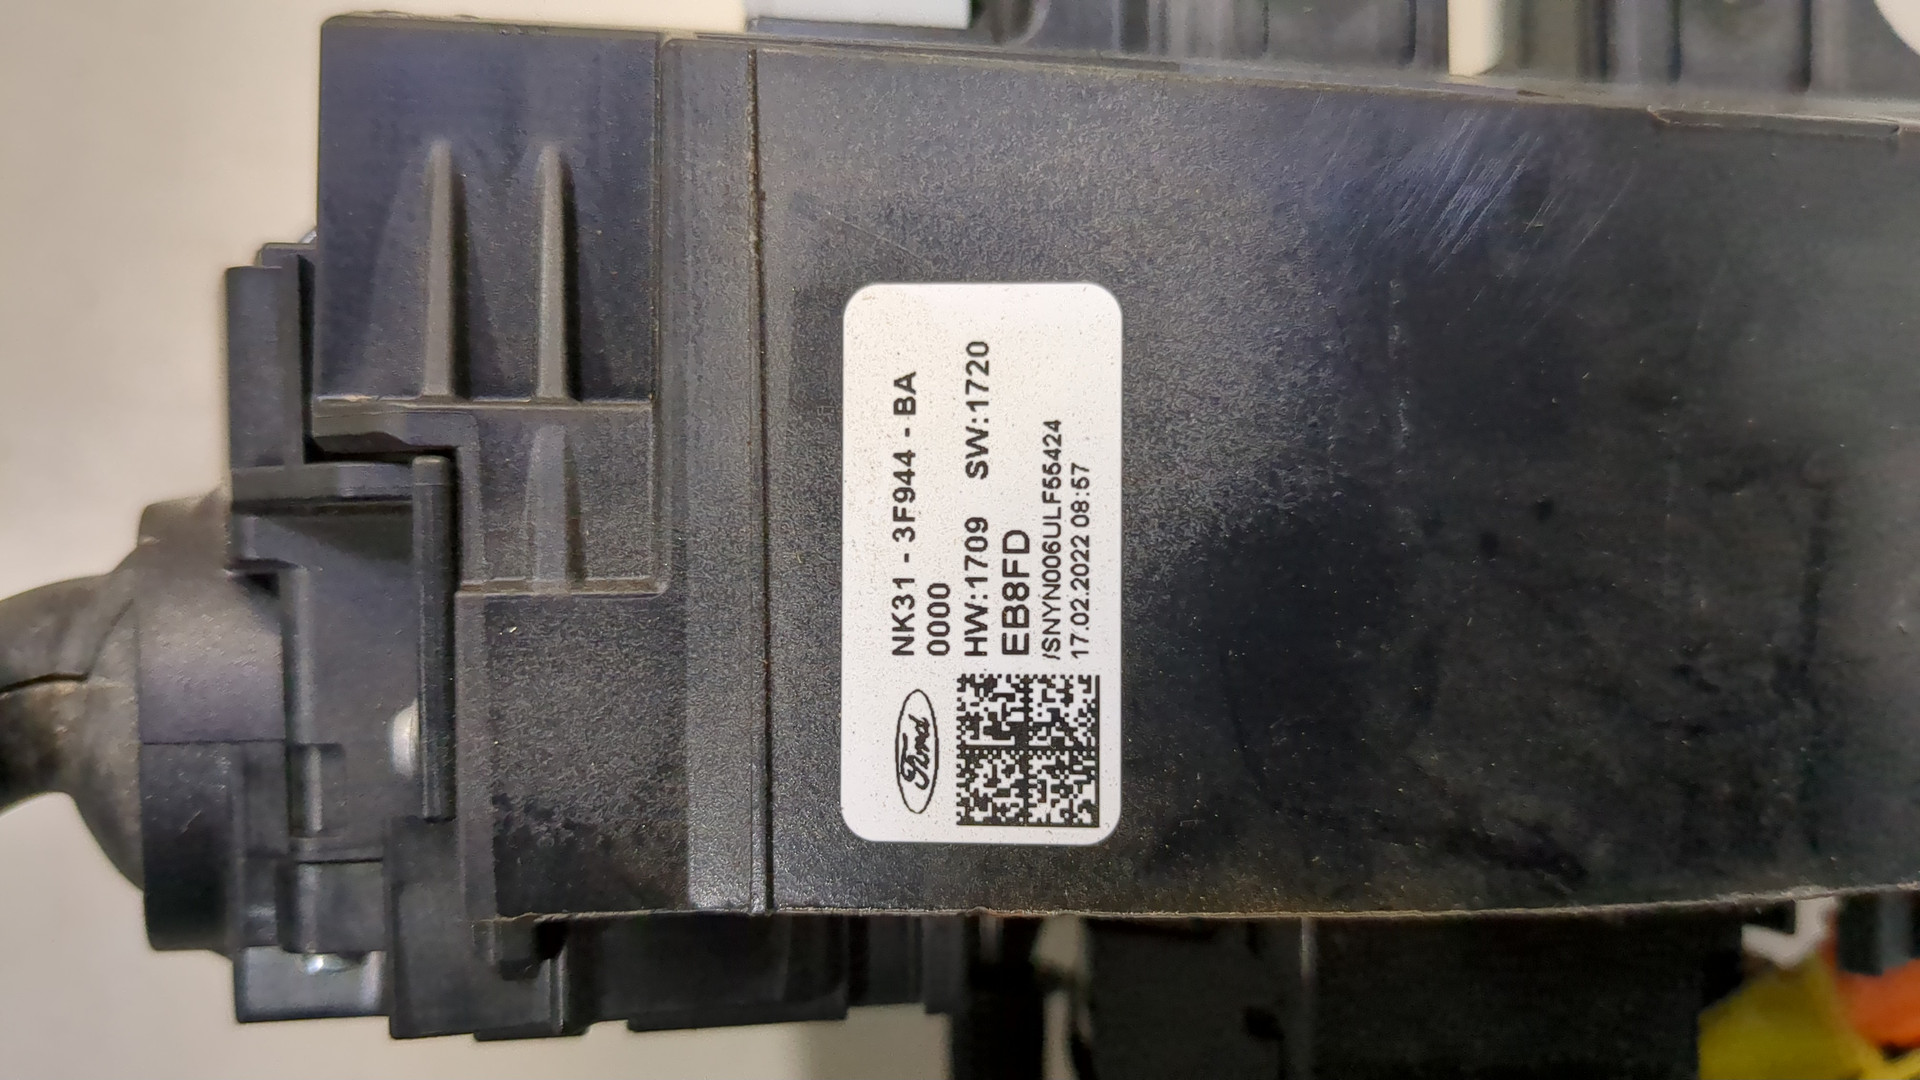 NK31 - 3F944 - BA
0000
HW:1709 SW:1720
EB8FD
/SNYN006ULF55424
17.02.2022 08:57
Ford